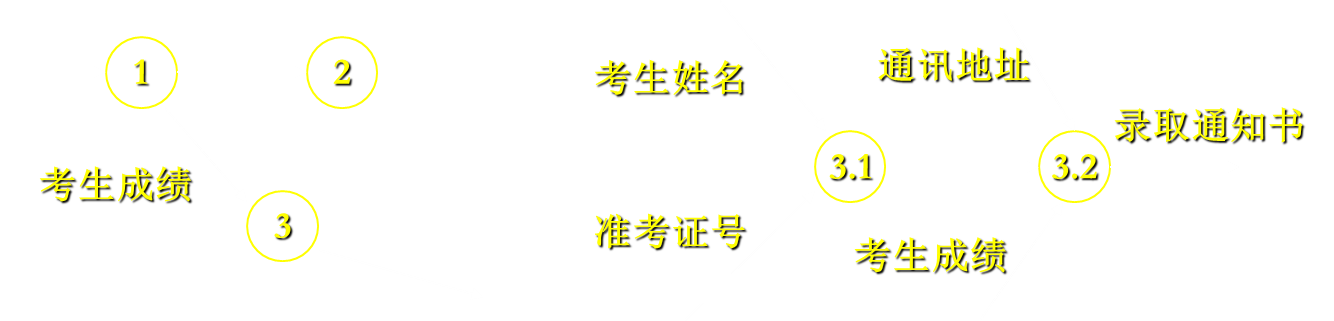 1
2
考生成绩
3
考生姓名
通讯地址
录取通知书
3.1
3.2
准考证号
考生成绩